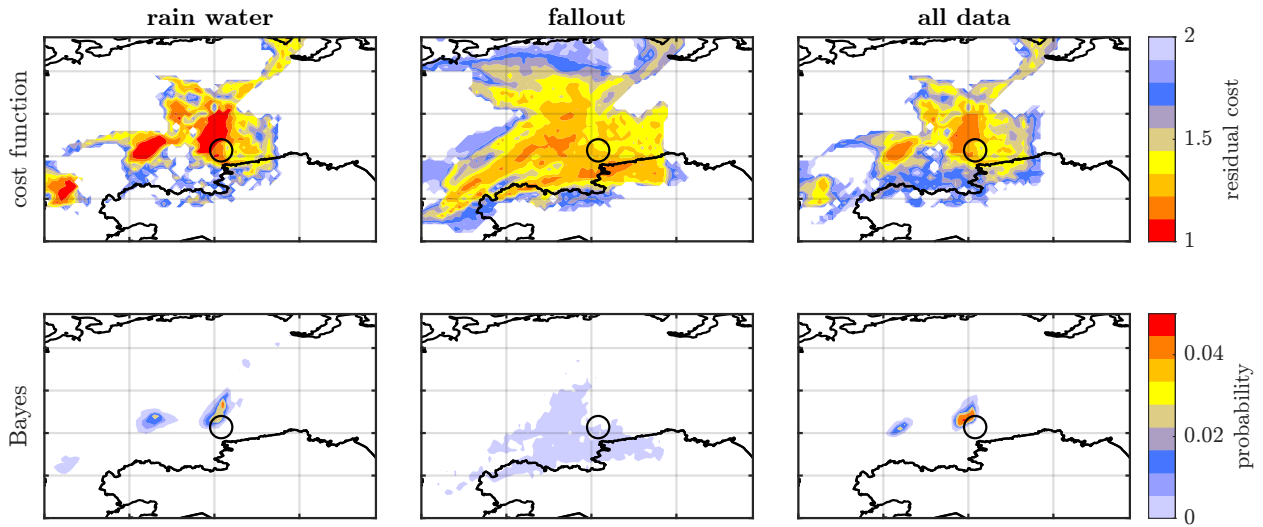 rain water
fallout
all data
cost function
2
1.5
1
residual cost
Bayes
0.04
0.02
0
probability